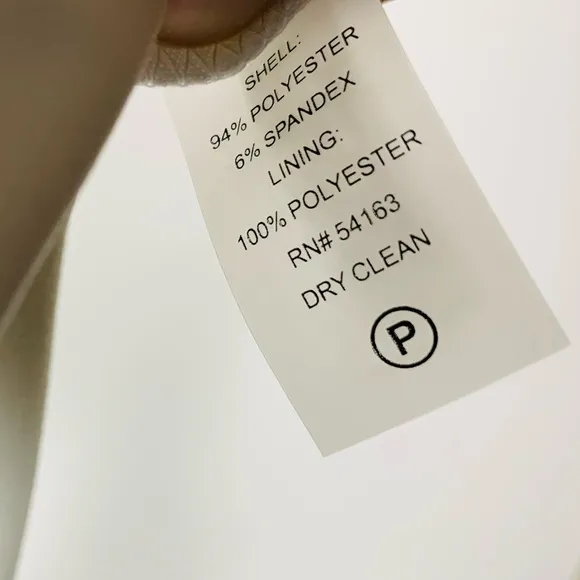 SHELL:
94% POLYESTER
6% SPANDEX
LINING:
100% POLYESTER
RN# 54163
DRY CLEAN
P